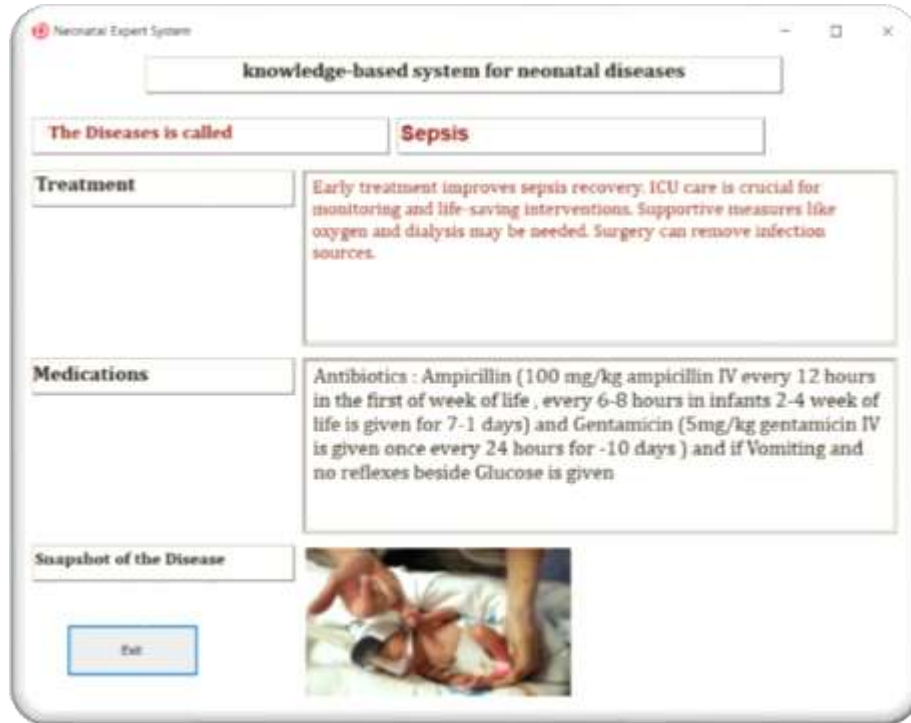 Neonatal Expert System
knowledge-based system for neonatal diseases
The Diseases is called
Sepsis
Treatment
Early treatment improves sepsis recovery. ICU care is crucial for
monitoring and life-saving interventions. Supportive measures like
oxygen and dialysis may be needed. Surgery can remove infection
sources.
Medications
Antibiotics : Ampicillin (100 mg/kg ampicillin IV every 12 hours
in the first of week of life , every 6-8 hours in infants 2-4 week of
life is given for 7-1 days) and Gentamicin (5mg/kg gentamicin IV
is given once every 24 hours for -10 days ) and if Vomiting and
no reflexes beside Glucose is given
Snapshot of the Disease
Exit